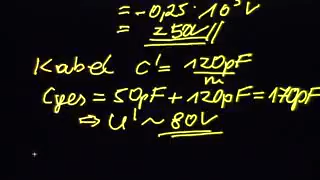 = -0,25 · 10³ V
= 250V //
Kabel C' = 120pF/m
Cges = 50pF + 120pF = 170pF
⇒ U' ~ 80V